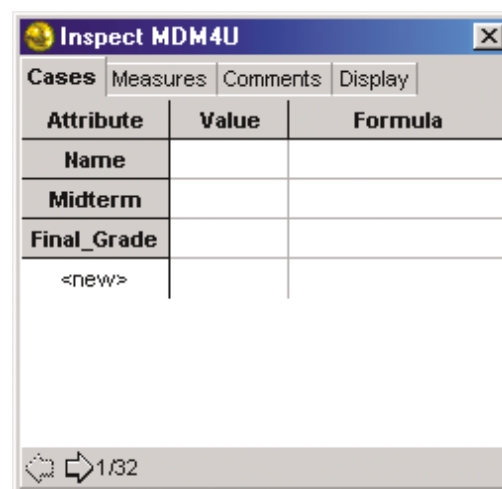 Inspect MDM4U
Cases Measures Comments Display
Attribute Value Formula
Name
Midterm
Final_Grade
<new>
1/32